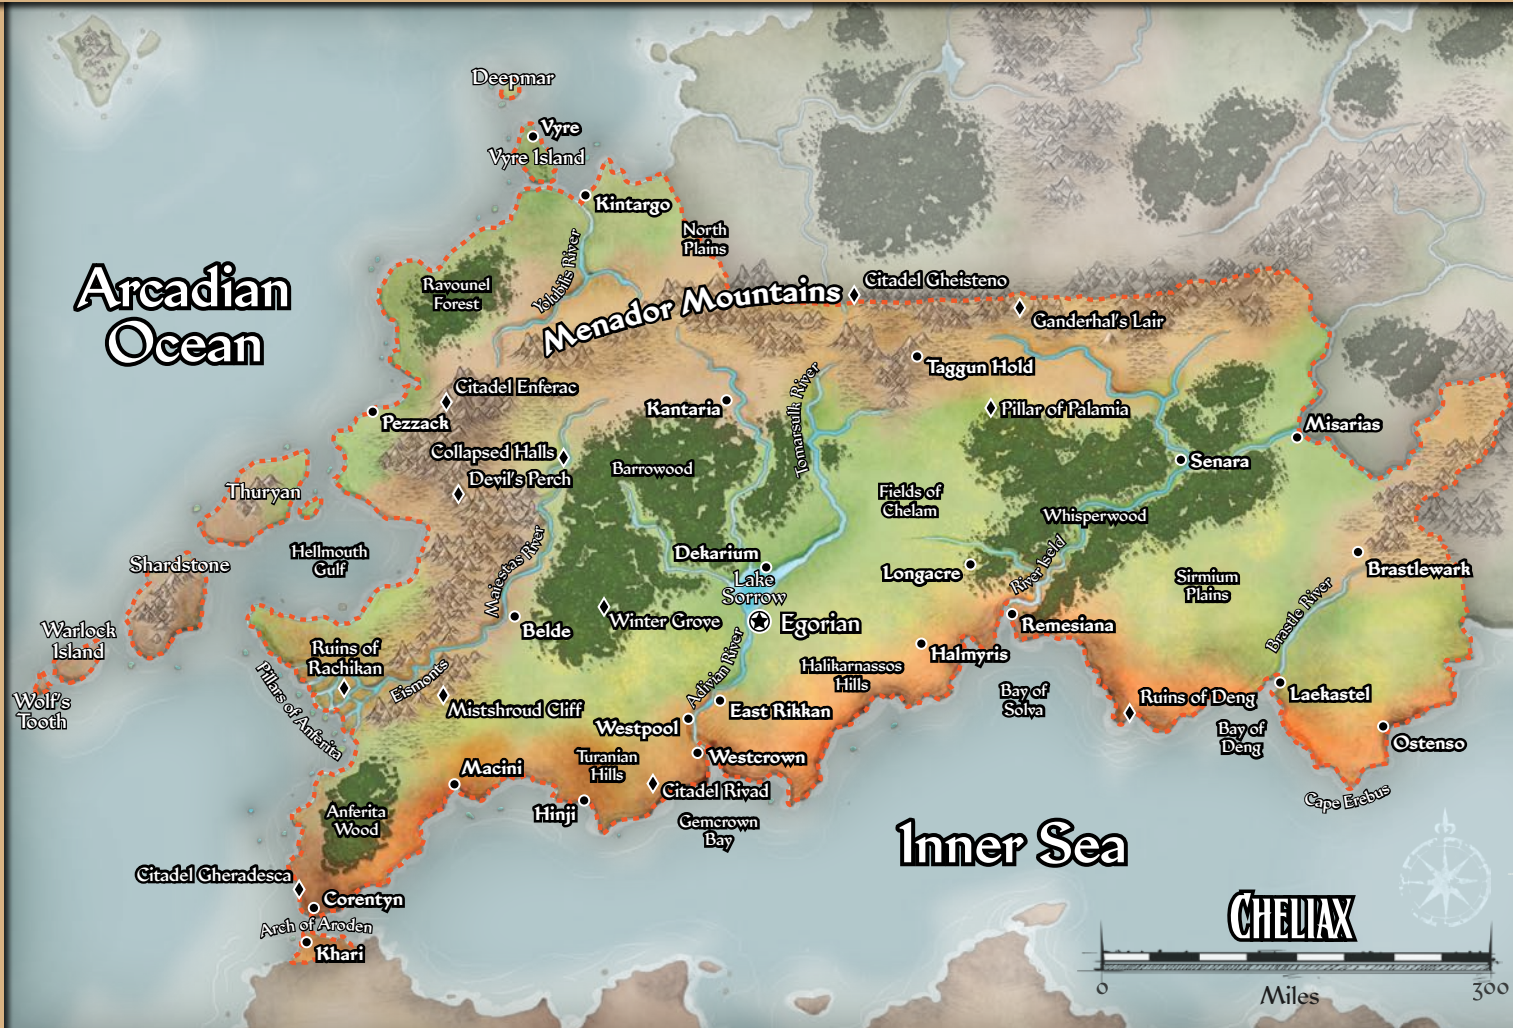 Deepmar
Vyre
Vyre Island
Kintargo
North
Plains
Yolubilis River
Ravounel
Forest
Arcadian
Ocean
Menador Mountains
Citadel Gheisteno
Ganderhal's Lair
Taggun Hold
Citadel Enferac
Pezzack
Kantaria
Tomarsulk River
Pillar of Palamia
Misarias
Collapsed Halls
Devil's Perch
Barrowood
Senara
Thuryan
Fields of
Chelam
Whisperwood
Hellmouth
Gulf
Shardstone
Maiestas River
Dekarium
Lake
Sorrow
Longacre
River Iseld
Sirmium
Plains
Brastlewark
Brastle River
Warlock
Island
Wolf's
Tooth
Ruins of
Rachikan
Belde
Winter Grove
Egorian
Remesiana
Halmyris
Halikarnassos
Hills
Pillars of Anferita
Eismonts
Mistshroud Cliff
Adivian River
East Rikkan
Westpool
Bay of
Solva
Ruins of Deng
Bay of
Deng
Laekastel
Ostenso
Cape Erebus
Westcrown
Turanian
Hills
Macini
Hinji
Citadel Rivad
Gemcrown
Bay
Anferita
Wood
Inner Sea
Citadel Gheradesca
Corentyn
Arch of Aroden
Khari
Cheliax
0
Miles
300